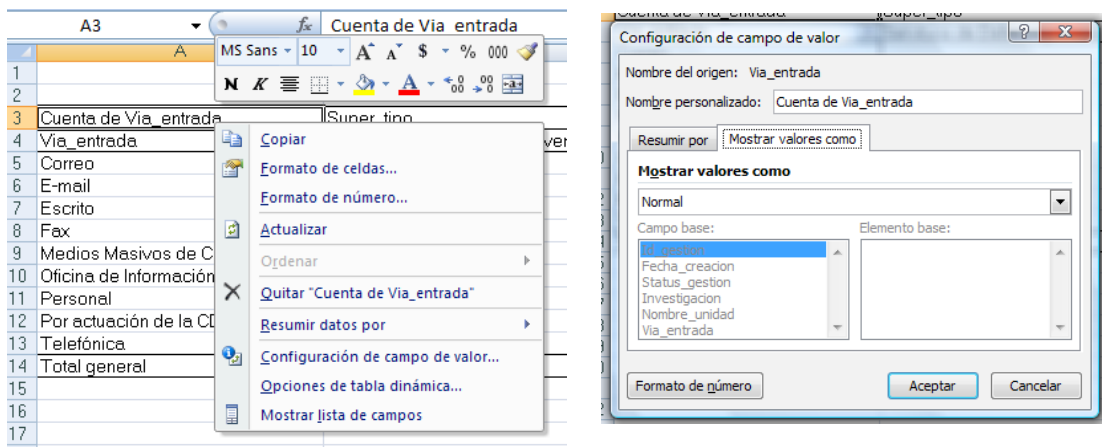 A3 fx Cuenta de Via_entrada
MS Sans 10 A A $ % 000
N K A
A
1
2
3 Cuenta de Via_entrada Super_tipo
4 Via_entrada
5 Correo
6 E-mail
7 Escrito
8 Fax
9 Medios Masivos de C
10 Oficina de Información
11 Personal
12 Por actuación de la CD
13 Telefónica
14 Total general
15
16
17
Copiar
Formato de celdas...
Formato de número...
Actualizar
Ordenar
Quitar "Cuenta de Via_entrada"
Resumir datos por
Configuración de campo de valor...
Opciones de tabla dinámica...
Mostrar lista de campos
Configuración de campo de valor
Nombre del origen: Via_entrada
Nombre personalizado: Cuenta de Via_entrada
Resumir por Mostrar valores como
Mostrar valores como
Normal
Campo base: Elemento base:
Id_gestion
Fecha_creacion
Status_gestion
Investigacion
Nombre_unidad
Via_entrada
Formato de número Aceptar Cancelar